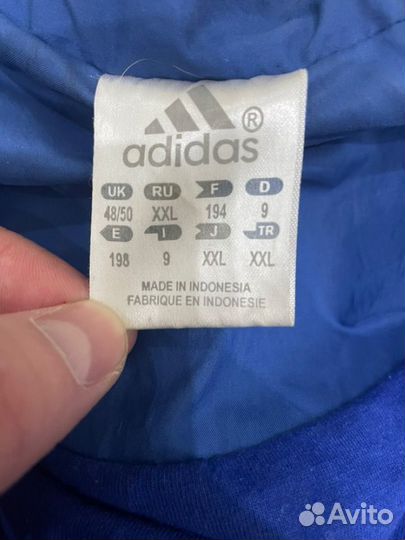 adidas ®
UK RU F D
48/50 XXL 194 9
E I J TR
198 9 XXL XXL
MADE IN INDONESIA
FABRIQUE EN INDONESIE
Avito